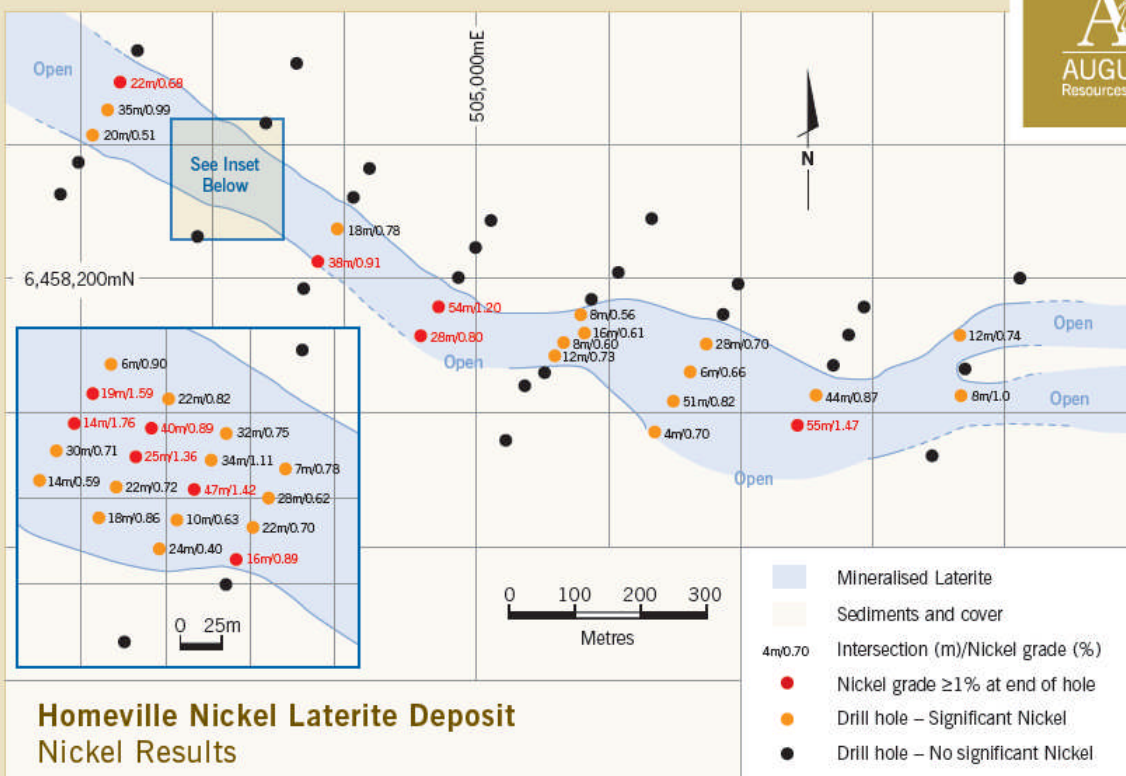 AUGU
Resources
Open
22m/0.68
35m/0.99
20m/0.51
See Inset
Below
505,000mE
N
18m/0.78
38m/0.91
6,458,200mN
54m/1.20
28m/0.80
Open
8m/0.56
16m/0.61
8m/0.60
12m/0.73
28m/0.70
6m/0.66
51m/0.82
4m/0.70
44m/0.87
55m/1.47
Open
12m/0.74
8m/1.0
Open
Open
6m/0.90
19m/1.59
22m/0.82
14m/1.76
40m/0.89
32m/0.75
30m/0.71
25m/1.36
34m/1.11
7m/0.78
14m/0.59
22m/0.72
47m/1.42
28m/0.62
18m/0.86
10m/0.63
22m/0.70
24m/0.40
16m/0.89
0 25m
0 100 200 300
Metres
Mineralised Laterite
Sediments and cover
4m/0.70 Intersection (m)/Nickel grade (%)
Nickel grade ≥1% at end of hole
Drill hole – Significant Nickel
Drill hole – No significant Nickel
Homeville Nickel Laterite Deposit
Nickel Results